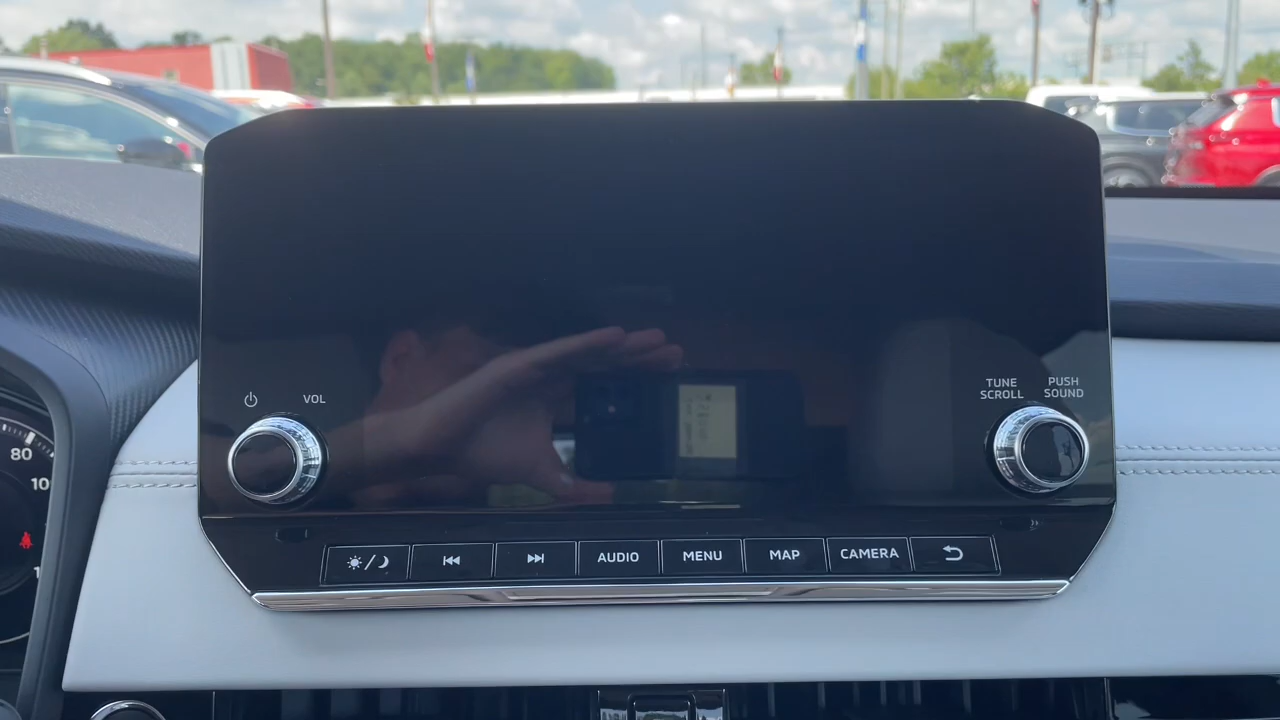 VOL
TUNE
SCROLL
PUSH
SOUND
80
AUDIO
MENU
MAP
CAMERA